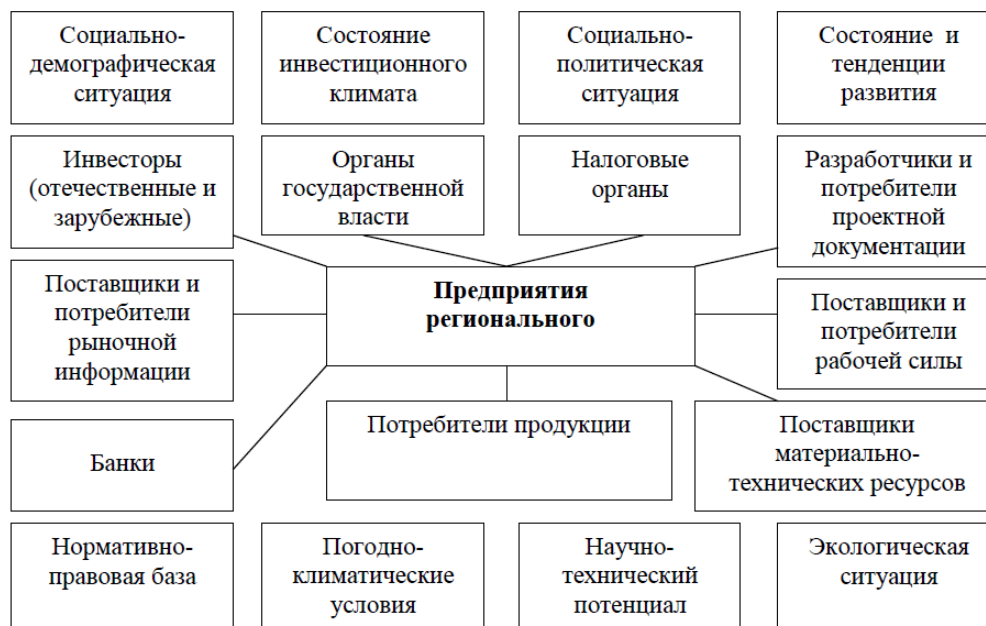 Социально-
демографическая
ситуация
Состояние
инвестиционного
климата
Социально-
политическая
ситуация
Состояние и
тенденции
развития
Инвесторы
(отечественные и
зарубежные)
Органы
государственной
власти
Налоговые
органы
Разработчики и
потребители
проектной
документации
Поставщики и
потребители
рыночной
информации
Предприятия
регионального
Поставщики и
потребители
рабочей силы
Банки
Потребители продукции
Поставщики
материально-
технических ресурсов
Нормативно-
правовая база
Погодно-
климатические
условия
Научно-
технический
потенциал
Экологическая
ситуация